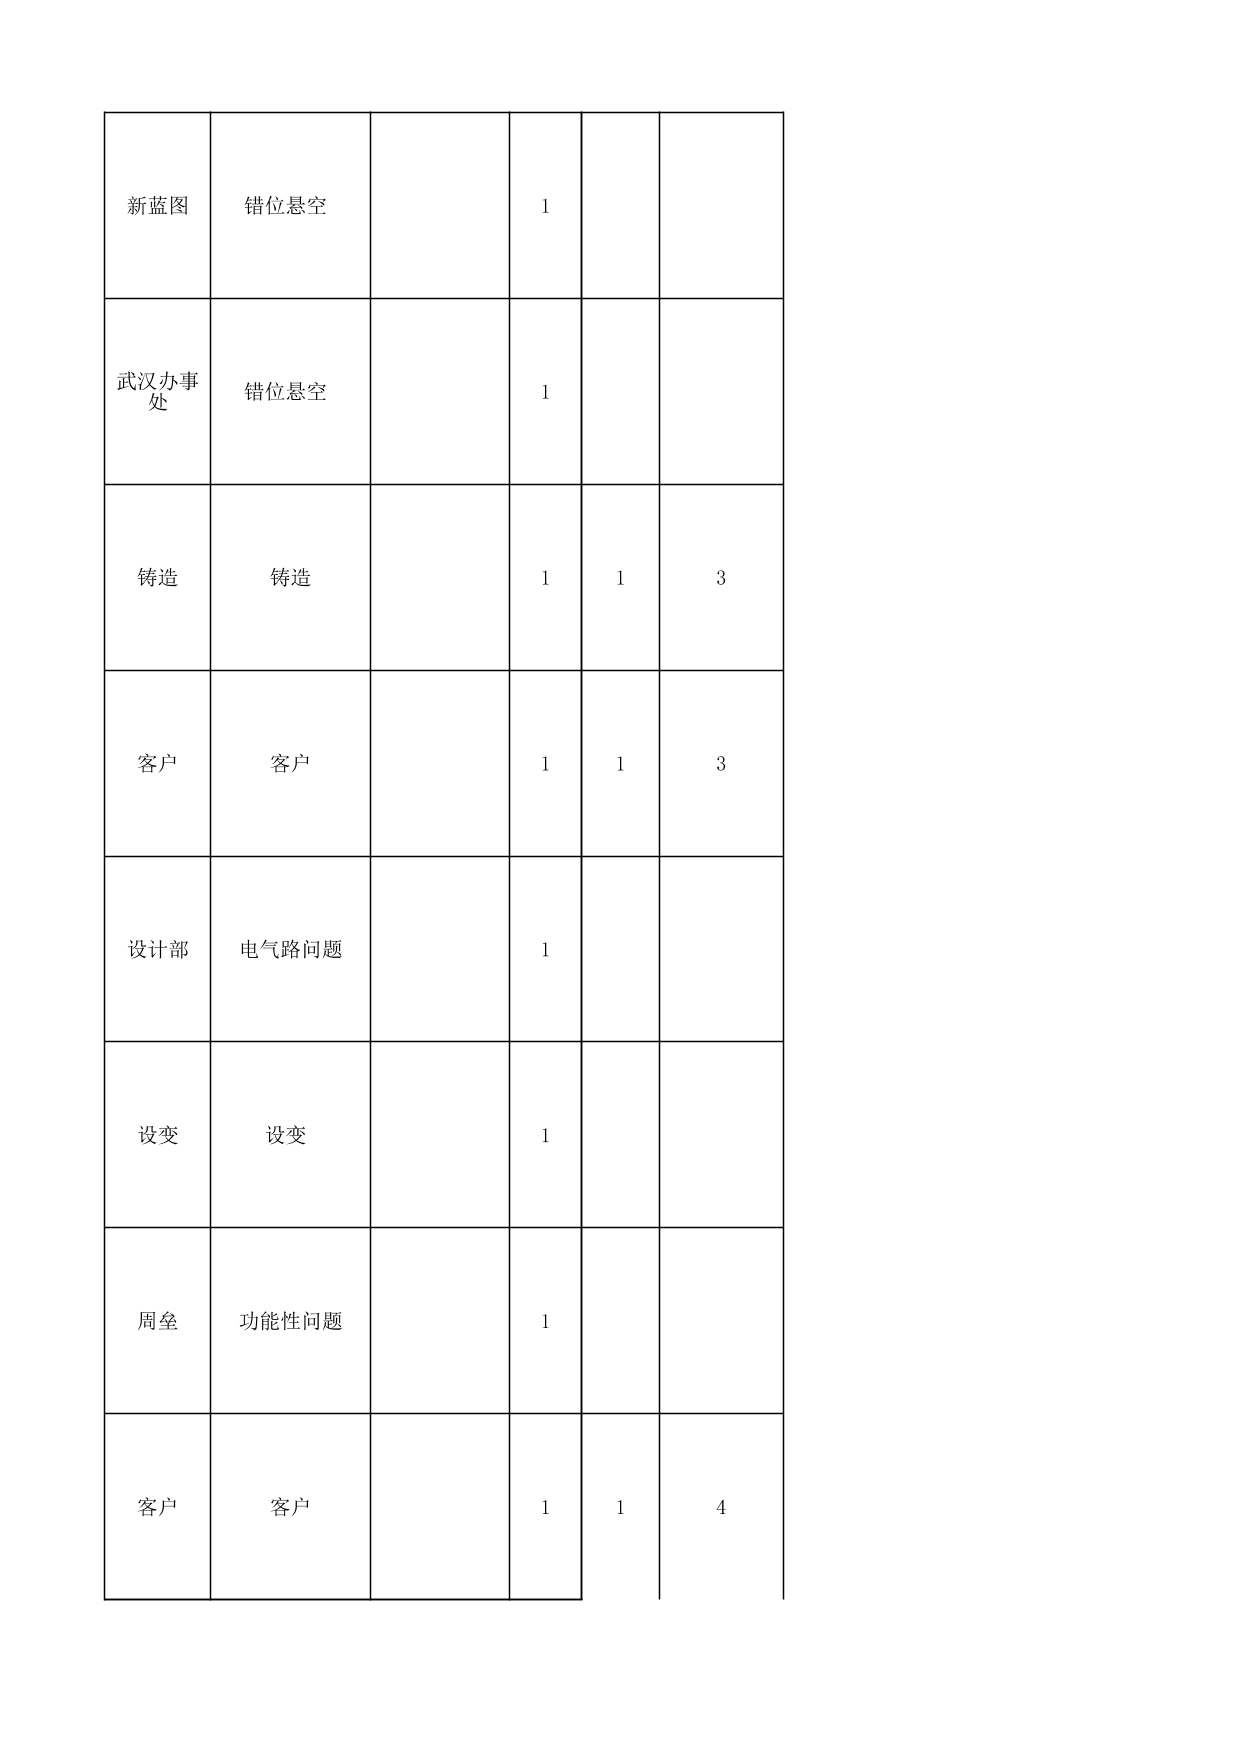 新蓝图 错位悬空 1
武汉办事
处 错位悬空 1
铸造 铸造 1 1 3
客户 客户 1 1 3
设计部 电气路问题 1
设变 设变 1
周垒 功能性问题 1
客户 客户 1 1 4